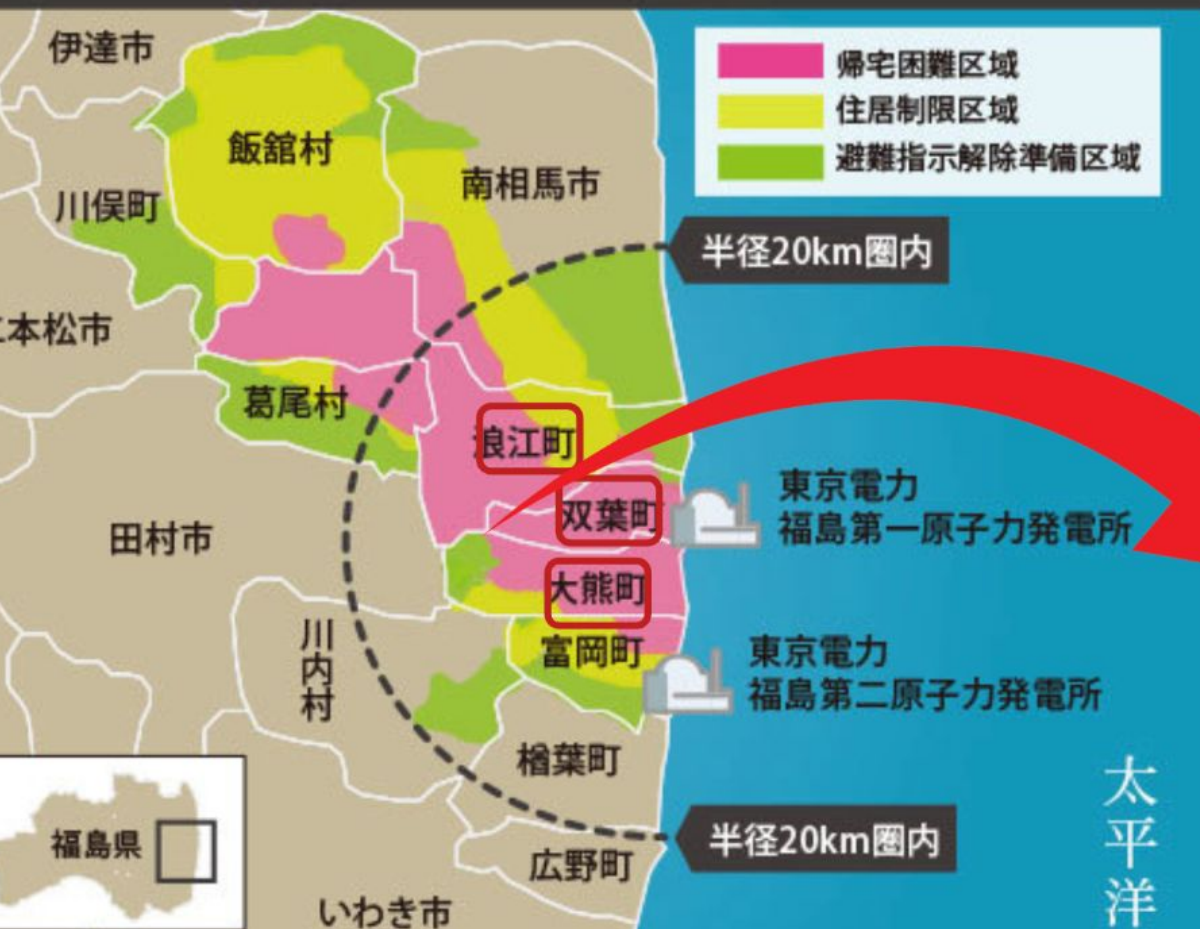 伊達市
帰宅困難区域
住居制限区域
避難指示解除準備区域
飯舘村
南相馬市
川俣町
半径20km圏内
本松市
葛尾村
浪江町
東京電力
福島第一原子力発電所
双葉町
田村市
大熊町
川内村
富岡町
東京電力
福島第二原子力発電所
楢葉町
太平洋
福島県
半径20km圏内
広野町
いわき市